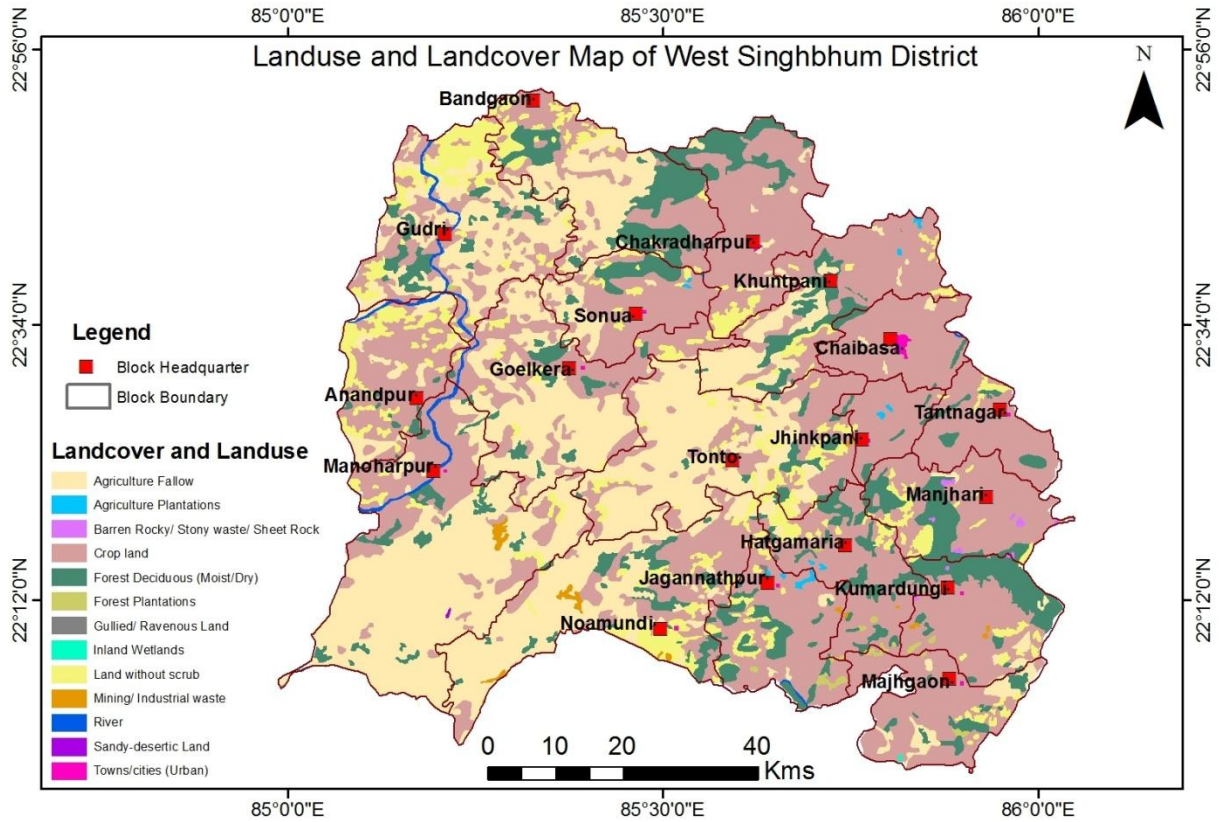 85°0'0"E 85°30'0"E 86°0'0"E
22°56'0"N 22°56'0"N
Landuse and Landcover Map of West Singhbhum District
N
Bandgaon
Gudri
Chakradharpur
Khuntpani
22°34'0"N 22°34'0"N
Sonua
Legend
Chaibasa
Block Headquarter
Goelkera
Block Boundary
Anandpur
Tantnagar
Jhinkpani
Landcover and Landuse
Manoharpur
Tonto
Agriculture Fallow
Manjhari
Agriculture Plantations
Barren Rocky/ Stony waste/ Sheet Rock
Hatgamaria
Crop land
Jagannathpur
Forest Deciduous (Moist/Dry)
Kumardungi
22°12'0"N 22°12'0"N
Forest Plantations
Noamundi
Gullied/ Ravenous Land
Inland Wetlands
Land without scrub
Majhgaon
Mining/ Industrial waste
River
Sandy-desertic Land
0 10 20 40
Kms
Towns/cities (Urban)
85°0'0"E 85°30'0"E 86°0'0"E